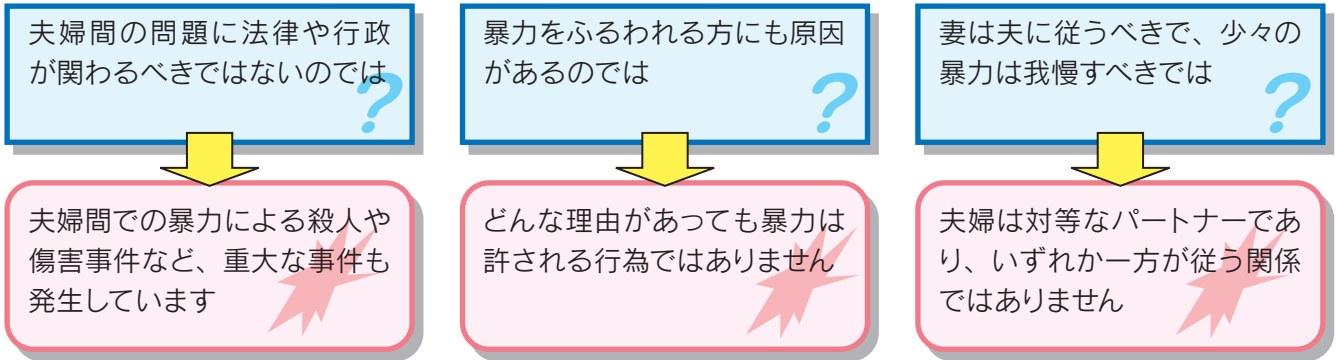 夫婦間の問題に法律や行政
が関わるべきではないのでは
?
暴力をふるわれる方にも原因
があるのでは
?
妻は夫に従うべきで、少々の
暴力は我慢すべきでは
?
夫婦間での暴力による殺人や
傷害事件など、重大な事件も
発生しています
どんな理由があっても暴力は
許される行為ではありません
夫婦は対等なパートナーであ
り、いずれか一方が従う関係
ではありません